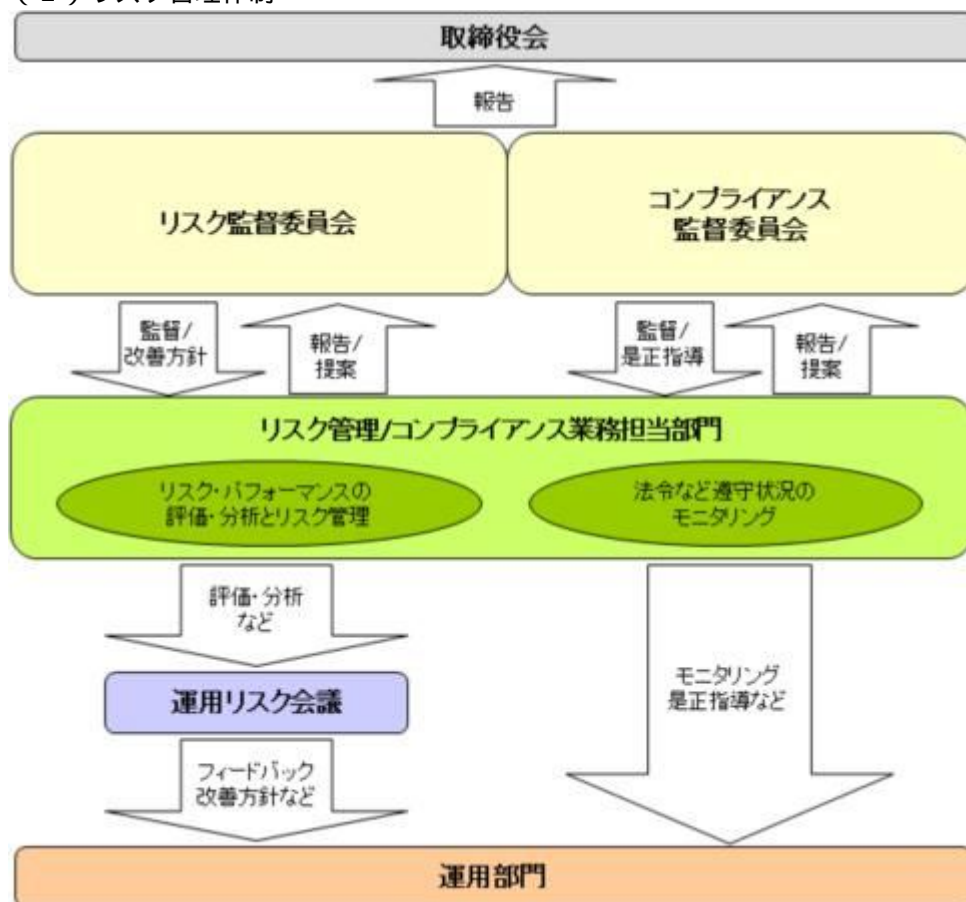 取締役会
報告
リスク監督委員会
コンプライアンス
監督委員会
監督/
改善方針
報告/
提案
監督/
是正指導
報告/
提案
リスク管理/コンプライアンス業務担当部門
リスク・パフォーマンスの
評価・分析とリスク管理
法令など遵守状況の
モニタリング
評価・分析
など
運用リスク会議
モニタリング
是正指導など
フィードバック
改善方針など
運用部門